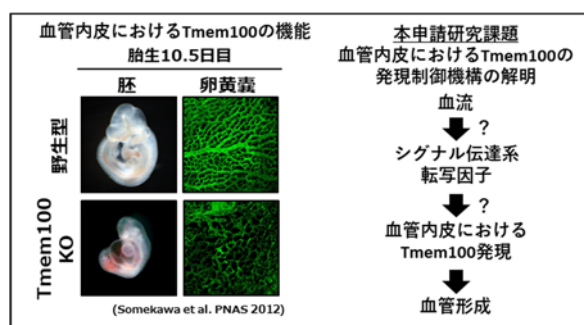 血管内皮におけるTmem100の機能
胎生10.5日目
胚
卵黄嚢
野生型
Tmem100
KO
(Somekawa et al. PNAS 2012)
本申請研究課題
血管内皮におけるTmem100の
発現制御機構の解明
血流
?
シグナル伝達系
転写因子
?
血管内皮における
Tmem100発現
血管形成